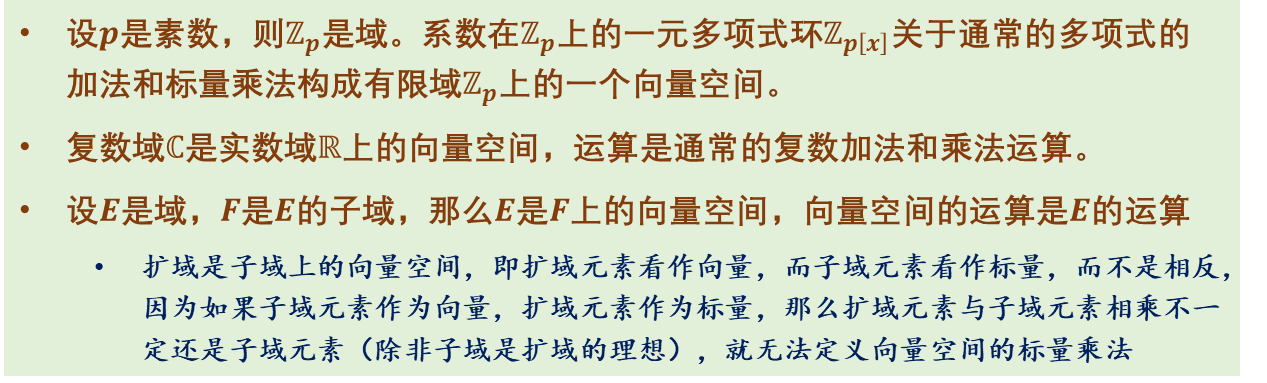 • 设p是素数，则ℤₚ是域。系数在ℤₚ上的一元多项式环ℤ_{p[x]}关于通常的多项式的
加法和标量乘法构成有限域ℤₚ上的一个向量空间。
• 复数域ℂ是实数域ℝ上的向量空间，运算是通常的复数加法和乘法运算。
• 设E是域，F是E的子域，那么E是F上的向量空间，向量空间的运算是E的运算
• 扩域是子域上的向量空间，即扩域元素看作向量，而子域元素看作标量，而不是相反，
因为如果子域元素作为向量，扩域元素作为标量，那么扩域元素与子域元素相乘不一
定还是子域元素（除非子域是扩域的理想），就无法定义向量空间的标量乘法